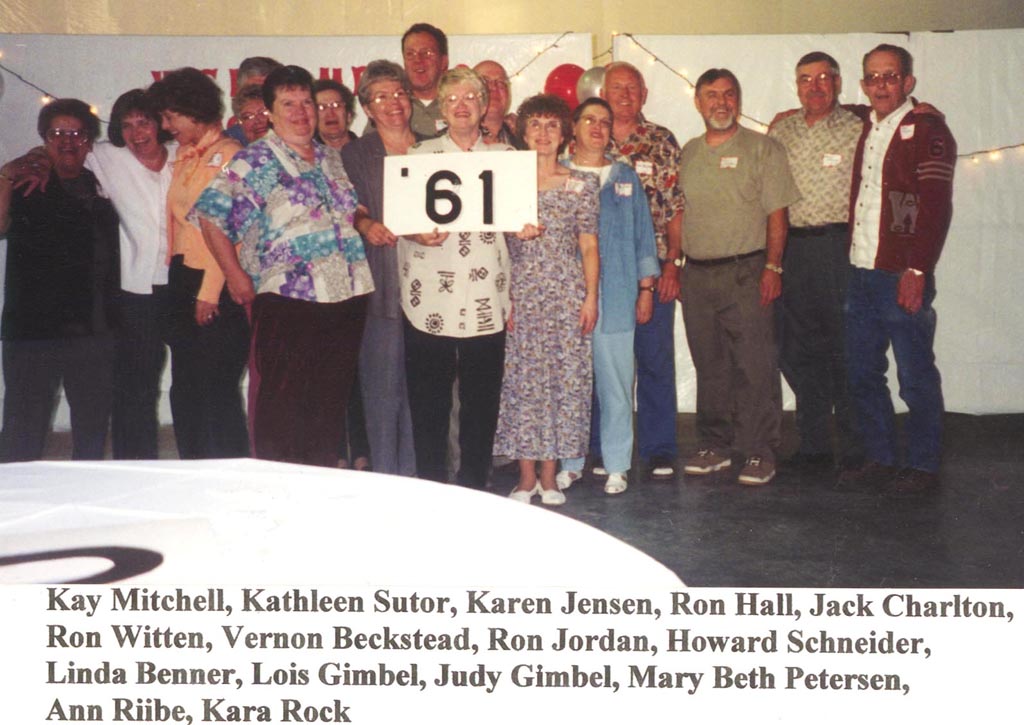 '61
6
W
Kay Mitchell, Kathleen Sutor, Karen Jensen, Ron Hall, Jack Charlton,
Ron Witten, Vernon Beckstead, Ron Jordan, Howard Schneider,
Linda Benner, Lois Gimbel, Judy Gimbel, Mary Beth Petersen,
Ann Riibe, Kara Rock